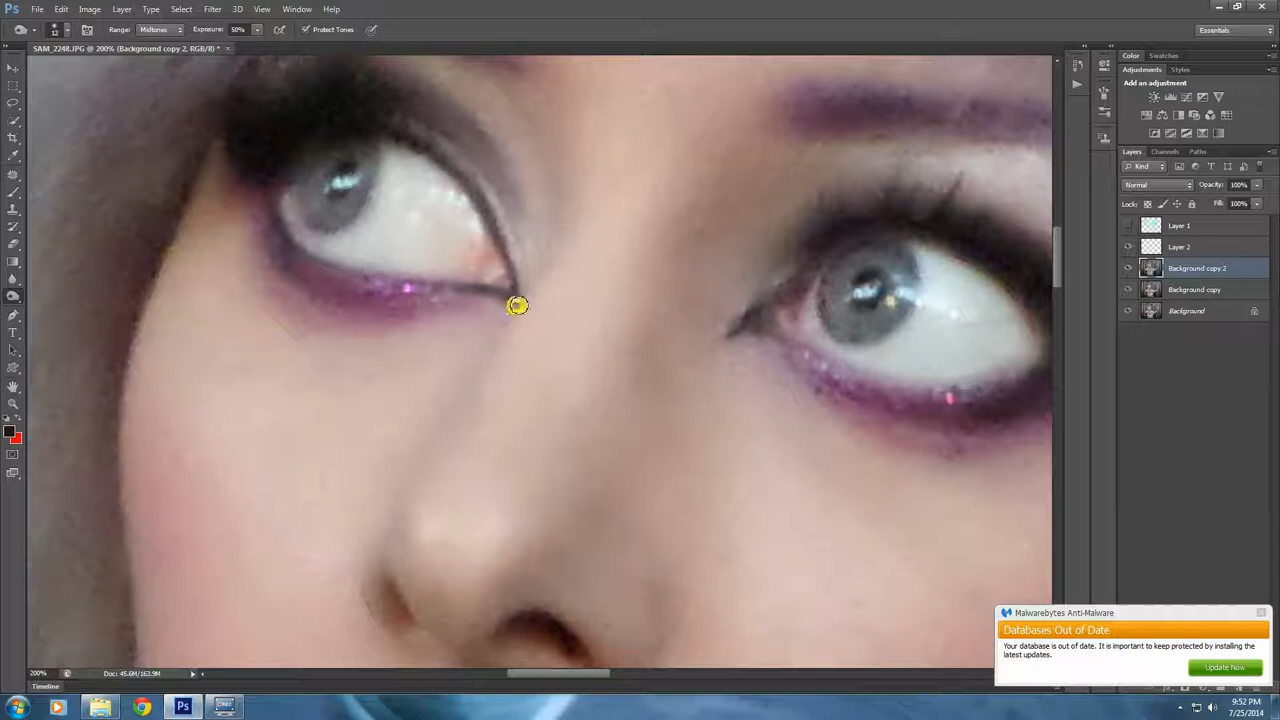 Ps File Edit Image Layer Type Select Filter 3D View Window Help
12 Range: Midtones Exposure: 50% Protect Tones Essentials
SAM_2248.JPG @ 200% (Background copy 2, RGB/8) * ×
Color Swatches
Adjustments Styles
Add an adjustment
Layers Channels Paths
Kind
Normal Opacity: 100%
Lock: Fill: 100%
Layer 1
Layer 2
Background copy 2
Background copy
Background
Malwarebytes Anti-Malware
Databases Out of Date
Your database is out of date. It is important to keep protected by installing the
latest updates.
Update Now
200% Doc: 45.6M/163.9M
Timeline
Ps
9:52 PM
7/25/2014